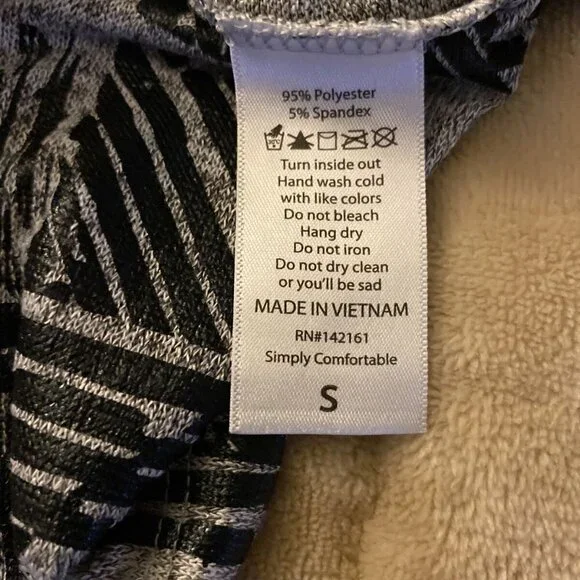 95% Polyester
5% Spandex
Turn inside out
Hand wash cold
with like colors
Do not bleach
Hang dry
Do not iron
Do not dry clean
or you'll be sad
MADE IN VIETNAM
RN#142161
Simply Comfortable
S